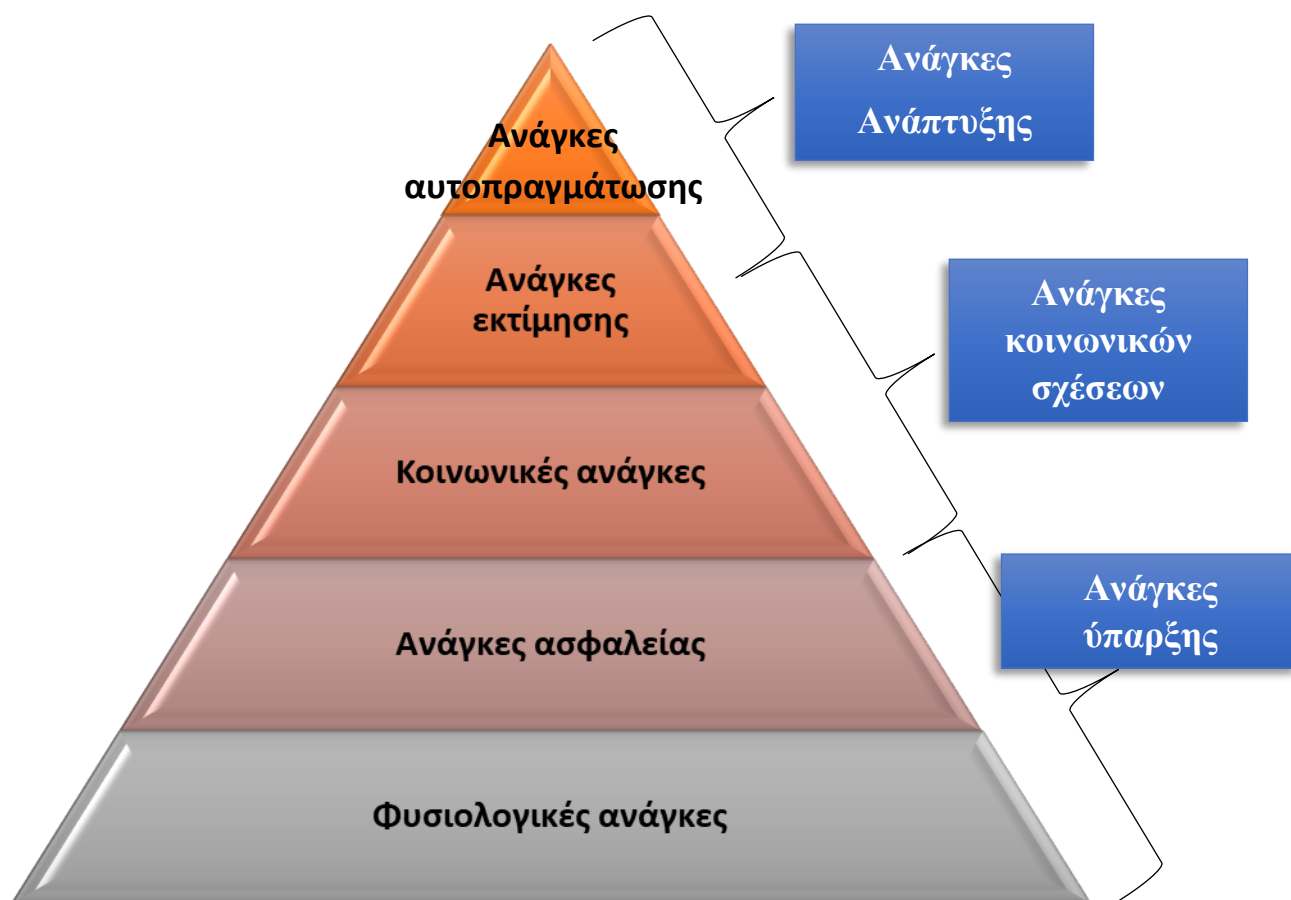 Ανάγκες
αυτοπραγμάτωσης
Ανάγκες
εκτίμησης
Κοινωνικές ανάγκες
Ανάγκες ασφαλείας
Φυσιολογικές ανάγκες
Ανάγκες
Ανάπτυξης
Ανάγκες
κοινωνικών
σχέσεων
Ανάγκες
ύπαρξης